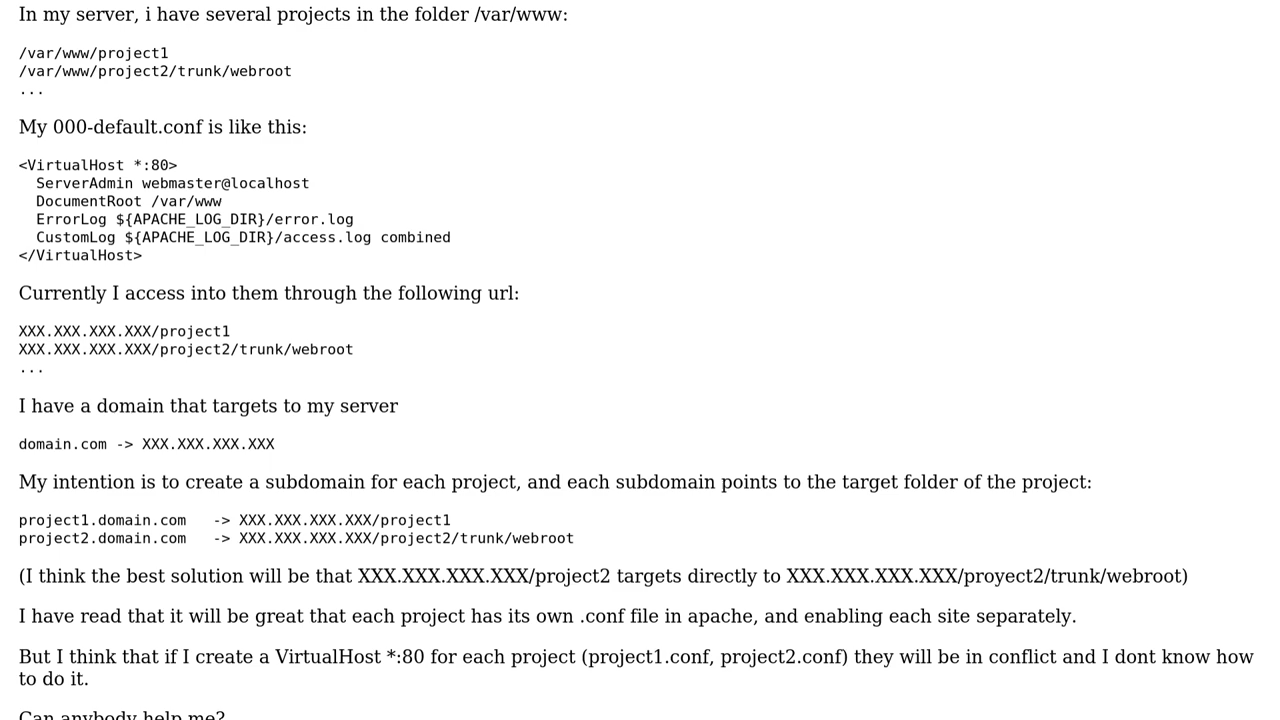 In my server, i have several projects in the folder /var/www:
/var/www/project1
/var/www/project2/trunk/webroot
...
My 000-default.conf is like this:
<VirtualHost *:80>
  ServerAdmin webmaster@localhost
  DocumentRoot /var/www
  ErrorLog ${APACHE_LOG_DIR}/error.log
  CustomLog ${APACHE_LOG_DIR}/access.log combined
</VirtualHost>
Currently I access into them through the following url:
XXX.XXX.XXX.XXX/project1
XXX.XXX.XXX.XXX/project2/trunk/webroot
...
I have a domain that targets to my server
domain.com -> XXX.XXX.XXX.XXX
My intention is to create a subdomain for each project, and each subdomain points to the target folder of the project:
project1.domain.com   -> XXX.XXX.XXX.XXX/project1
project2.domain.com   -> XXX.XXX.XXX.XXX/project2/trunk/webroot
(I think the best solution will be that XXX.XXX.XXX.XXX/project2 targets directly to XXX.XXX.XXX.XXX/proyect2/trunk/webroot)
I have read that it will be great that each project has its own .conf file in apache, and enabling each site separately.
But I think that if I create a VirtualHost *:80 for each project (project1.conf, project2.conf) they will be in conflict and I dont know how
to do it.
Can anybody help me?